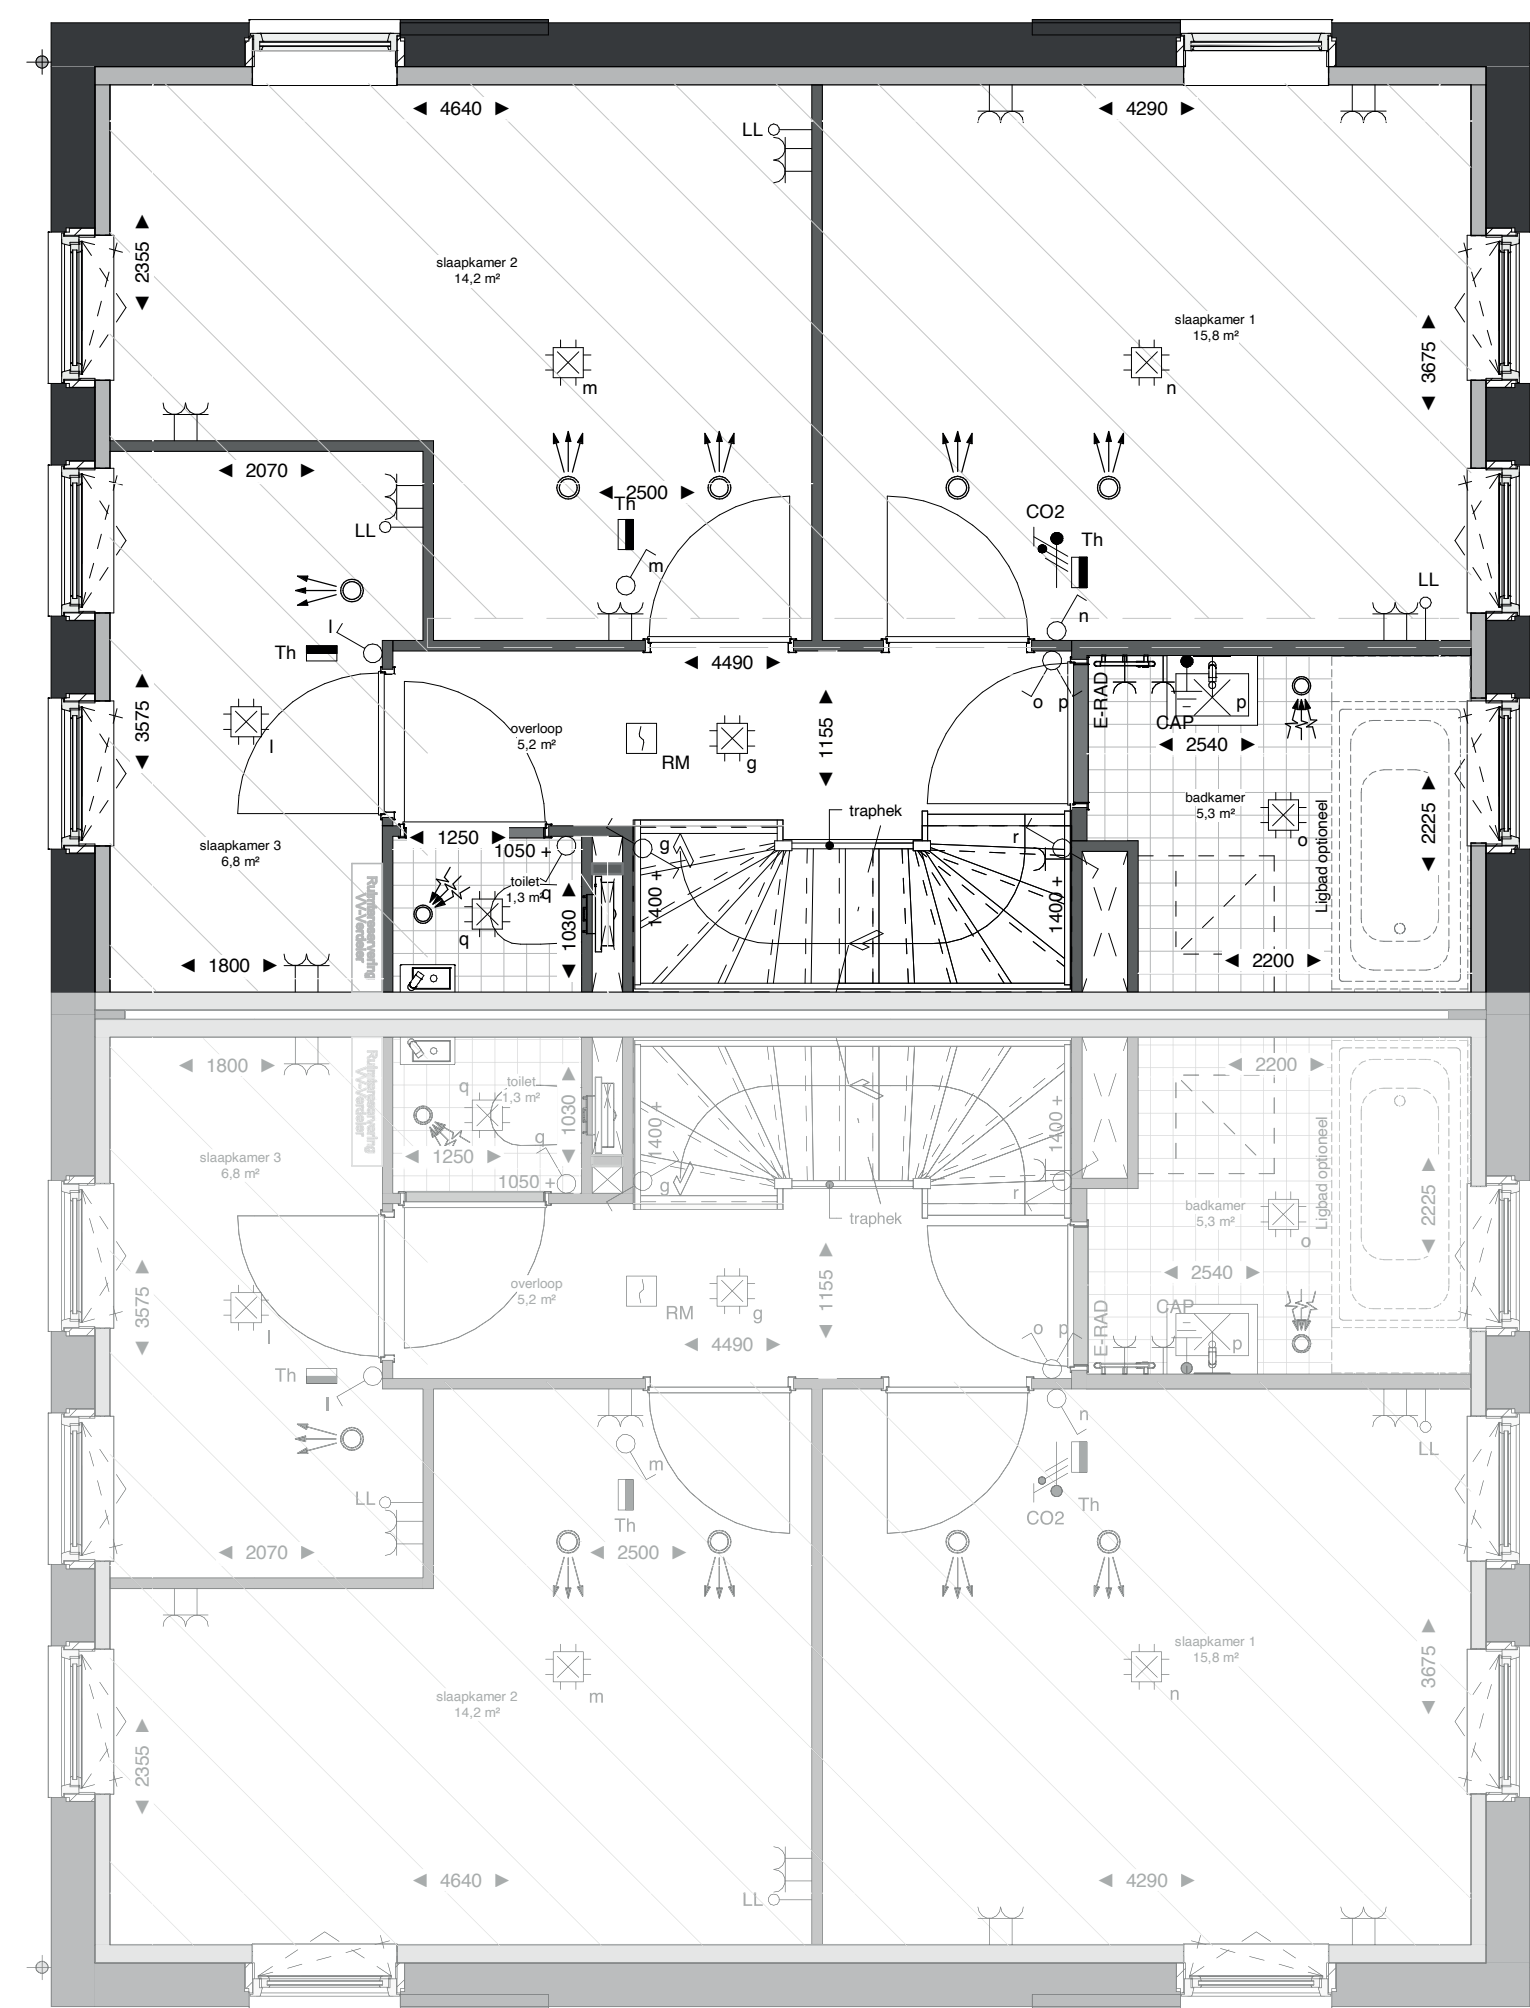 4640
4290
LL
2355
slaapkamer 2
14,2 m²
slaapkamer 1
15,8 m²
3675
m
n
2070
2500
Th
LL
CO2
Th
m
LL
n
l
Th
4490
o
p
E-RAD
p
CAP
3575
l
overloop
5,2 m²
RM
g
1155
2540
traphek
badkamer
5,3 m²
o
Ligbad optioneel
2225
slaapkamer 3
6,8 m²
1250
1050 +
g
r
toilet
1,3 m²
q
q
1030
1400 +
1400 +
1800
2200
1800
q
toilet
1,3 m²
q
1030
1250
1050 +
1400 +
1400 +
2200
slaapkamer 3
6,8 m²
g
r
traphek
badkamer
5,3 m²
o
Ligbad optioneel
2225
3575
l
overloop
5,2 m²
RM
g
1155
2540
4490
o
p
E-RAD
CAP
p
Th
l
n
m
LL
LL
Th
CO2
Th
2070
2500
slaapkamer 1
15,8 m²
3675
m
n
slaapkamer 2
14,2 m²
2355
4640
4290
LL